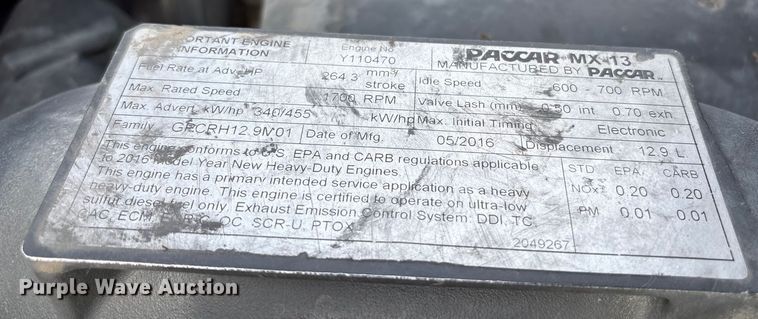 IMPORTANT ENGINE INFORMATION
Engine No Y110470
PACCAR MX-13
MANUFACTURED BY PACCAR
Fuel Rate at Adv. HP 264.3 mm³/stroke
Idle Speed 600 - 700 RPM
Max. Rated Speed 1700 RPM
Valve Lash (mm) 0.50 int 0.70 exh
Max. Advert. kW/hp 340/455 kW/hp
Max. Initial Timing Electronic
Family GPCRH12.9M01
Date of Mfg. 05/2016
Displacement 12.9 L
This engine conforms to U.S. EPA and CARB regulations applicable
to 2016 Model Year New Heavy-Duty Engines.
This engine has a primary intended service application as a heavy
heavy-duty engine. This engine is certified to operate on ultra-low
sulfur diesel fuel only. Exhaust Emission Control System: DDI, TC,
CAC, ECM, OC, SCR-U, PTOX
STD EPA CARB
NOx 0.20 0.20
PM 0.01 0.01
2049267
Purple Wave Auction